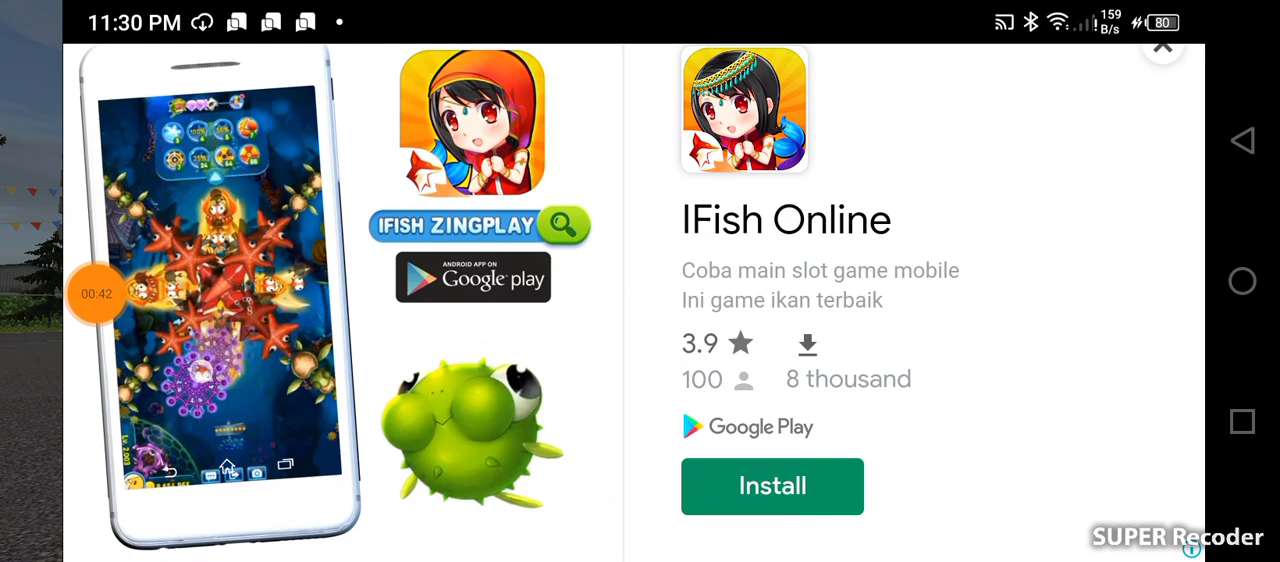 11:30 PM
159
B/s
80
IFISH ZINGPLAY
ANDROID APP ON
Google play
00:42
IFish Online
Coba main slot game mobile
Ini game ikan terbaik
3.9
100
8 thousand
Google Play
Install
SUPER Recoder